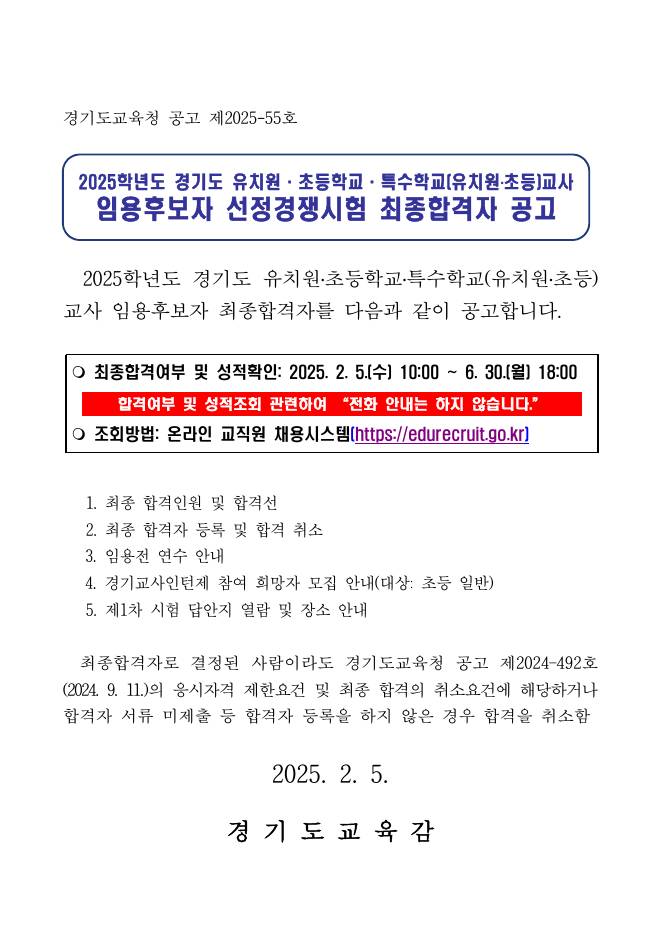 경기도교육청 공고 제2025-55호
2025학년도 경기도 유치원·초등학교·특수학교(유치원·초등)교사
임용후보자 선정경쟁시험 최종합격자 공고
2025학년도 경기도 유치원·초등학교·특수학교(유치원·초등)
교사 임용후보자 최종합격자를 다음과 같이 공고합니다.
❍ 최종합격여부 및 성적확인: 2025. 2. 5.(수) 10:00 ~ 6. 30.(월) 18:00
합격여부 및 성적조회 관련하여 “전화 안내는 하지 않습니다.”
❍ 조회방법: 온라인 교직원 채용시스템(https://edurecruit.go.kr)
1. 최종 합격인원 및 합격선
2. 최종 합격자 등록 및 합격 취소
3. 임용전 연수 안내
4. 경기교사인턴제 참여 희망자 모집 안내(대상: 초등 일반)
5. 제1차 시험 답안지 열람 및 장소 안내
최종합격자로 결정된 사람이라도 경기도교육청 공고 제2024-492호
(2024. 9. 11.)의 응시자격 제한요건 및 최종 합격의 취소요건에 해당하거나
합격자 서류 미제출 등 합격자 등록을 하지 않은 경우 합격을 취소함
2025. 2. 5.
경 기 도 교 육 감